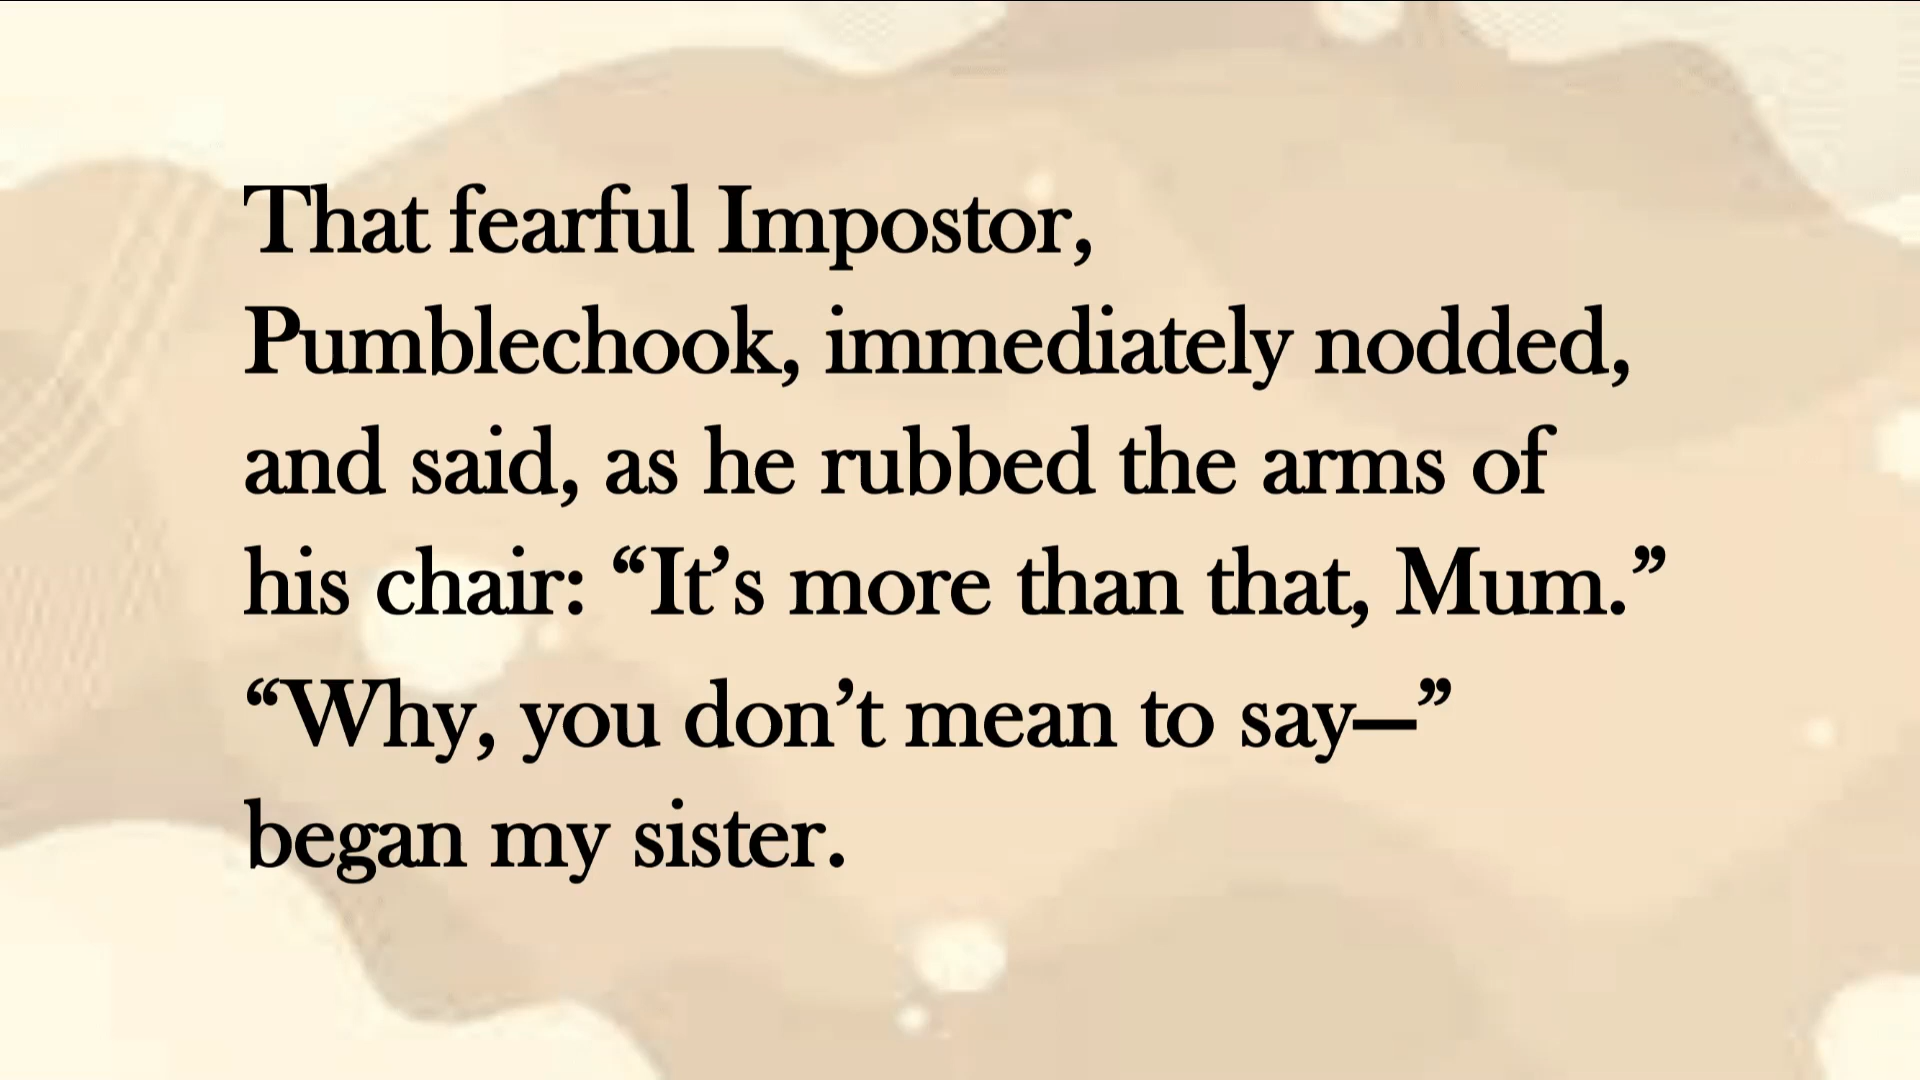 That fearful Impostor,
Pumblechook, immediately nodded,
and said, as he rubbed the arms of
his chair: “It’s more than that, Mum.”
“Why, you don’t mean to say—”
began my sister.